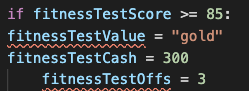 if fitnessTestScore >= 85:
fitnessTestValue = "gold"
fitnessTestCash = 300
    fitnessTestOffs = 3